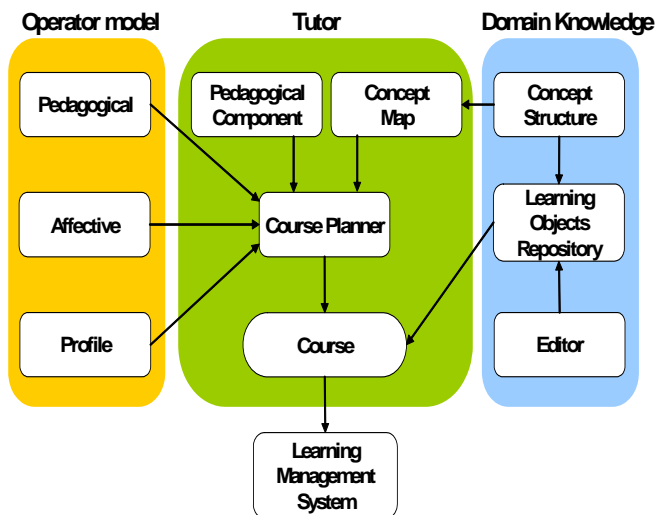 Operator model
Tutor
Domain Knowledge
Pedagogical
Pedagogical
Component
Concept
Map
Concept
Structure
Affective
Course Planner
Learning
Objects
Repository
Profile
Course
Editor
Learning
Management
System